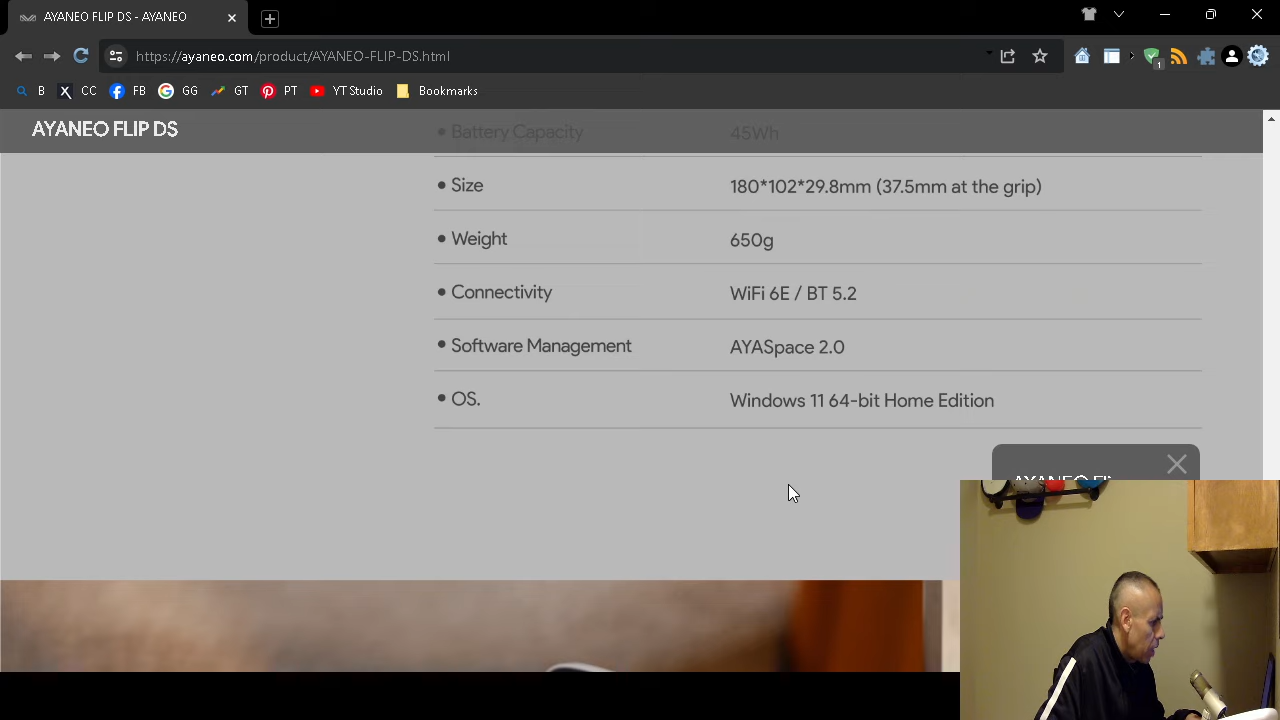 AYANEO FLIP DS - AYANEO
https://ayaneo.com/product/AYANEO-FLIP-DS.html
1
B CC FB GG GT PT YT Studio Bookmarks
AYANEO FLIP DS
• Battery Capacity 45Wh
• Size 180*102*29.8mm (37.5mm at the grip)
• Weight 650g
• Connectivity WiFi 6E / BT 5.2
• Software Management AYASpace 2.0
• OS. Windows 11 64-bit Home Edition